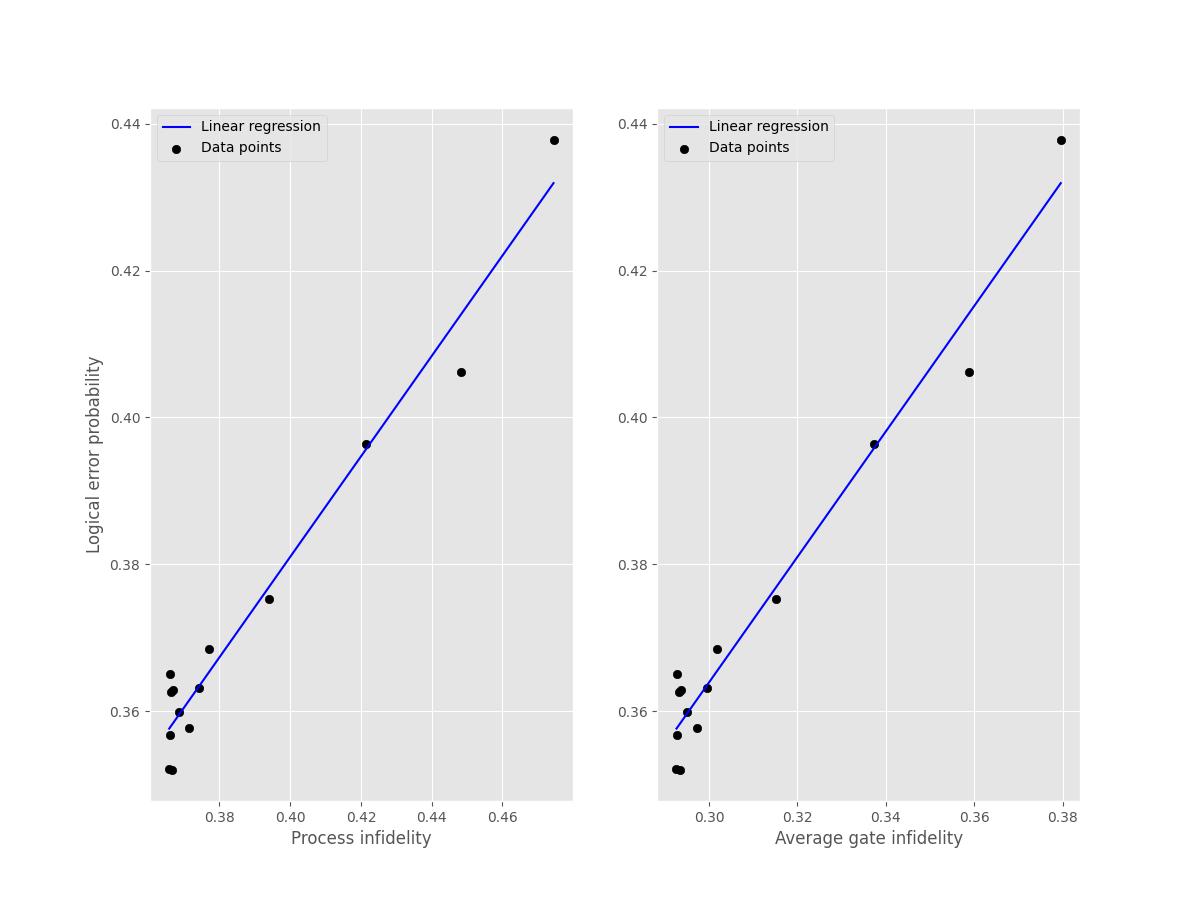 Linear regression
Data points
0.44
0.42
0.40
0.38
0.36
Logical error probability
0.38
0.40
0.42
0.44
0.46
Process infidelity
Linear regression
Data points
0.44
0.42
0.40
0.38
0.36
0.30
0.32
0.34
0.36
0.38
Average gate infidelity